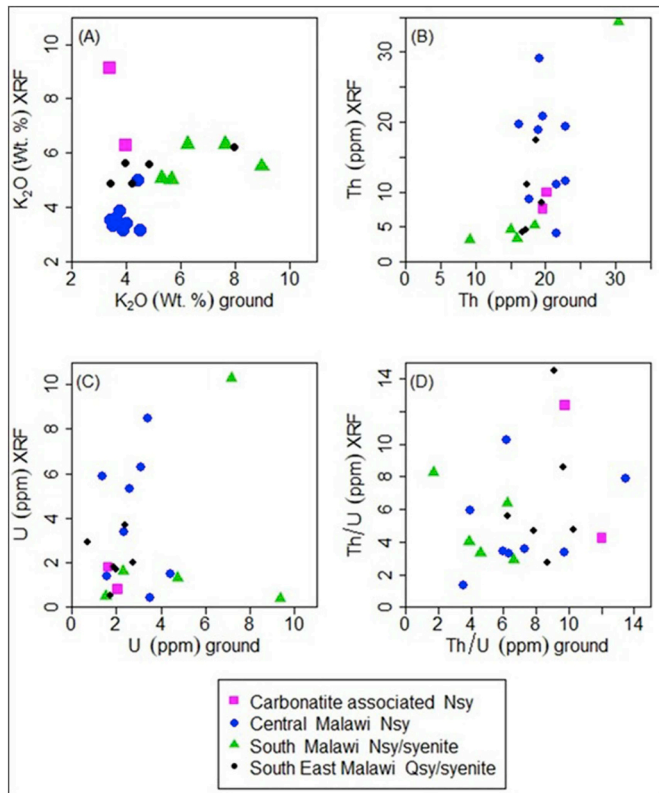 (A)
K2O (Wt. %) XRF
2 4 6 8 10
2 4 6 8 10
K2O (Wt. %) ground
(B)
Th (ppm) XRF
0 10 20 30
0 5 10 15 20 25 30
Th (ppm) ground
(C)
U (ppm) XRF
0 2 4 6 8 10
0 2 4 6 8 10
U (ppm) ground
(D)
Th/U (ppm) XRF
0 2 6 10 14
0 2 4 6 8 10 14
Th/U (ppm) ground
Carbonatite associated Nsy
Central Malawi Nsy
South Malawi Nsy/syenite
South East Malawi Qsy/syenite